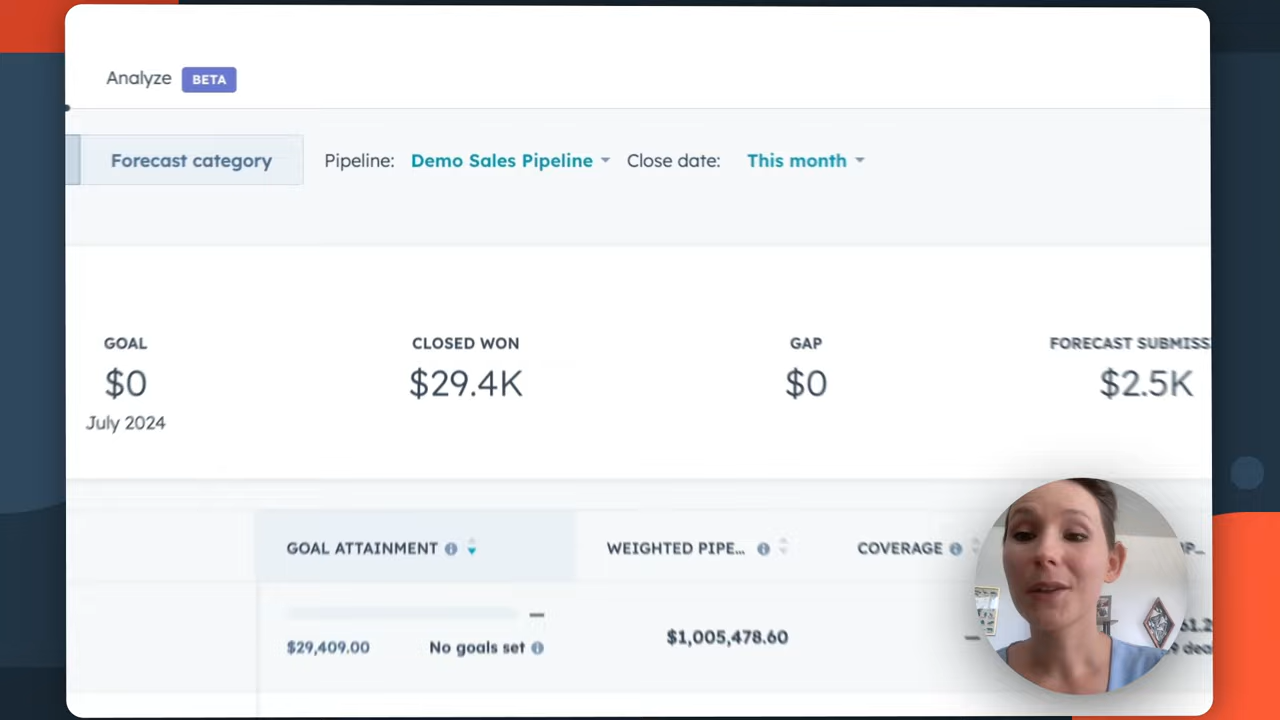 Analyze BETA
Forecast category Pipeline: Demo Sales Pipeline Close date: This month
GOAL CLOSED WON GAP FORECAST SUBMISS
$0 $29.4K $0 $2.5K
July 2024
GOAL ATTAINMENT WEIGHTED PIPE... COVERAGE
$29,409.00 No goals set $1,005,478.60